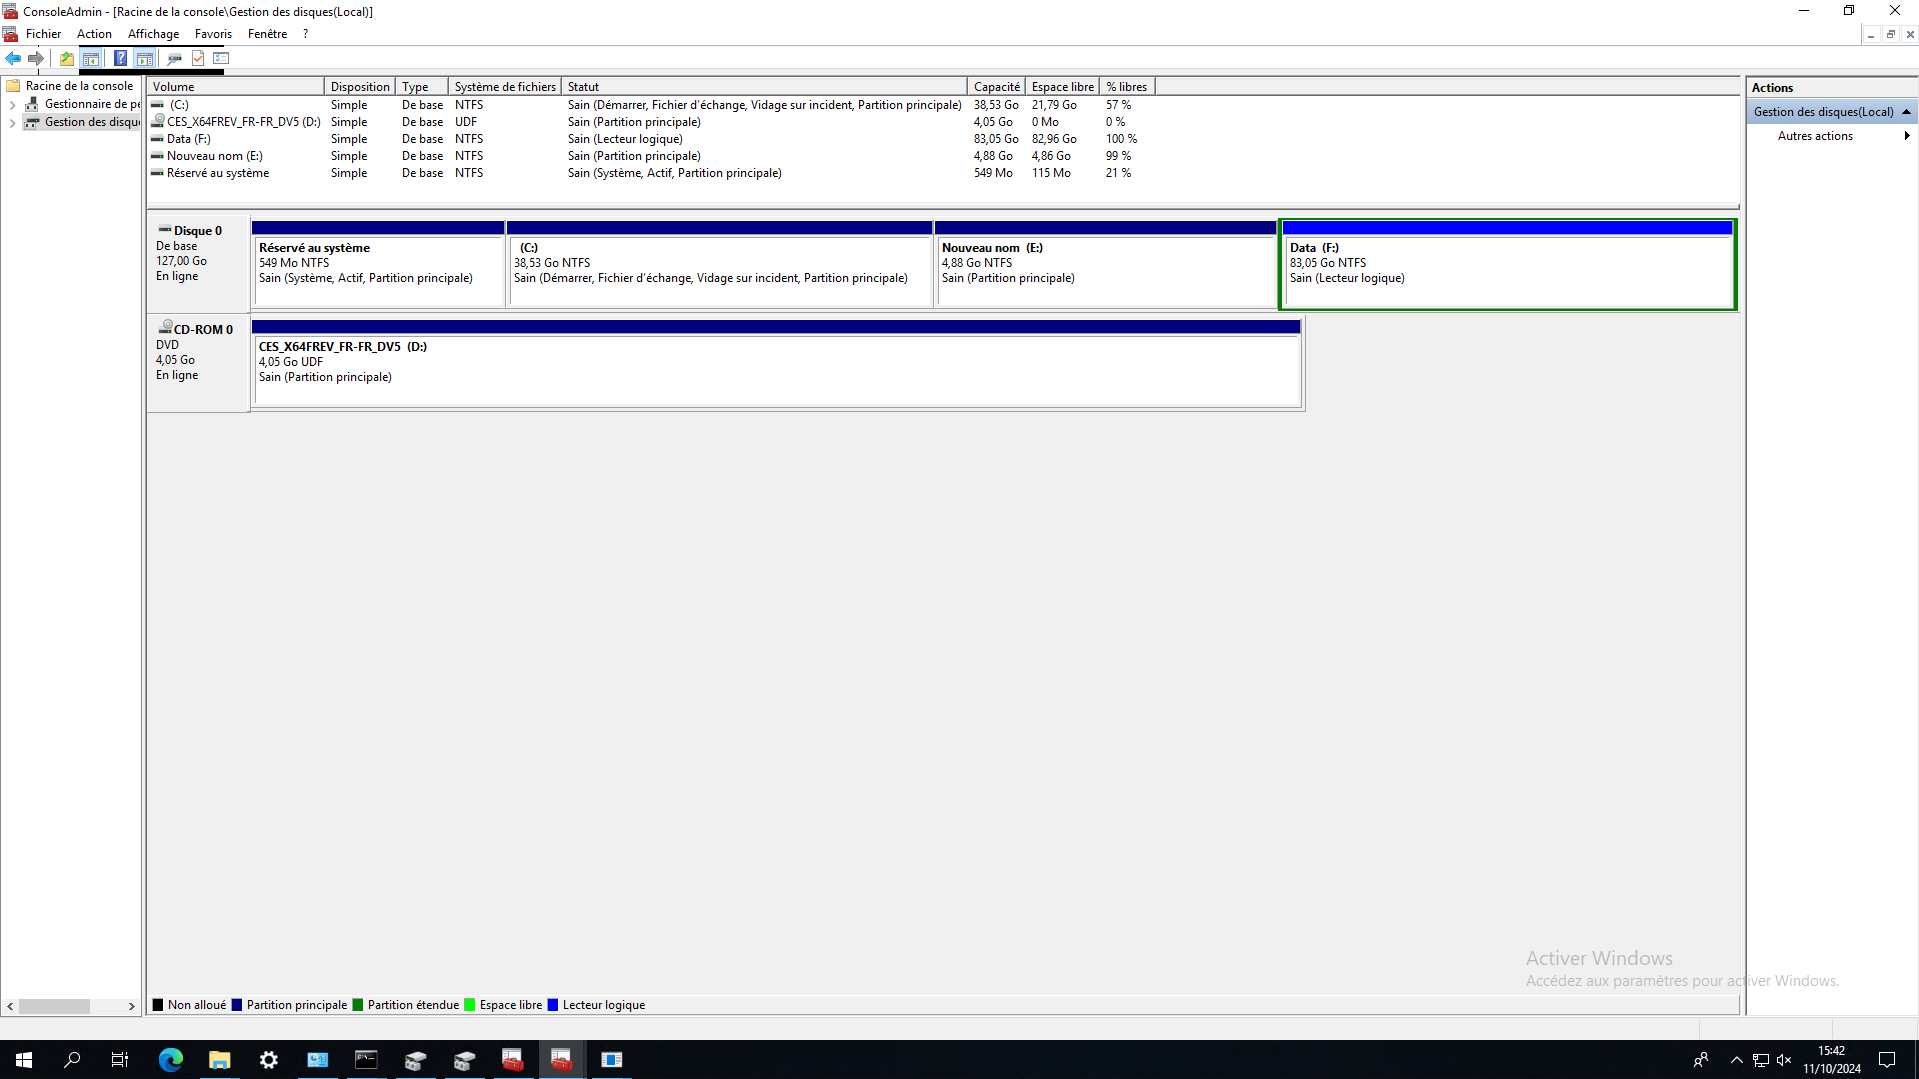 ConsoleAdmin - [Racine de la console\Gestion des disques(Local)]
Fichier Action Affichage Favoris Fenêtre ?
Racine de la console
Gestionnaire de pe
Gestion des disqu
Volume Disposition Type Système de fichiers Statut Capacité Espace libre % libres
(C:) Simple De base NTFS Sain (Démarrer, Fichier d'échange, Vidage sur incident, Partition principale) 38,53 Go 21,79 Go 57 %
CES_X64FREV_FR-FR_DV5 (D:) Simple De base UDF Sain (Partition principale) 4,05 Go 0 Mo 0 %
Data (F:) Simple De base NTFS Sain (Lecteur logique) 83,05 Go 82,96 Go 100 %
Nouveau nom (E:) Simple De base NTFS Sain (Partition principale) 4,88 Go 4,86 Go 99 %
Réservé au système Simple De base NTFS Sain (Système, Actif, Partition principale) 549 Mo 115 Mo 21 %
Disque 0
De base
127,00 Go
En ligne
Réservé au système
549 Mo NTFS
Sain (Système, Actif, Partition principale)
(C:)
38,53 Go NTFS
Sain (Démarrer, Fichier d'échange, Vidage sur incident, Partition principale)
Nouveau nom (E:)
4,88 Go NTFS
Sain (Partition principale)
Data (F:)
83,05 Go NTFS
Sain (Lecteur logique)
CD-ROM 0
DVD
4,05 Go
En ligne
CES_X64FREV_FR-FR_DV5 (D:)
4,05 Go UDF
Sain (Partition principale)
Non alloué Partition principale Partition étendue Espace libre Lecteur logique
Actions
Gestion des disques(Local)
Autres actions
Activer Windows
Accédez aux paramètres pour activer Windows.
15:42
11/10/2024